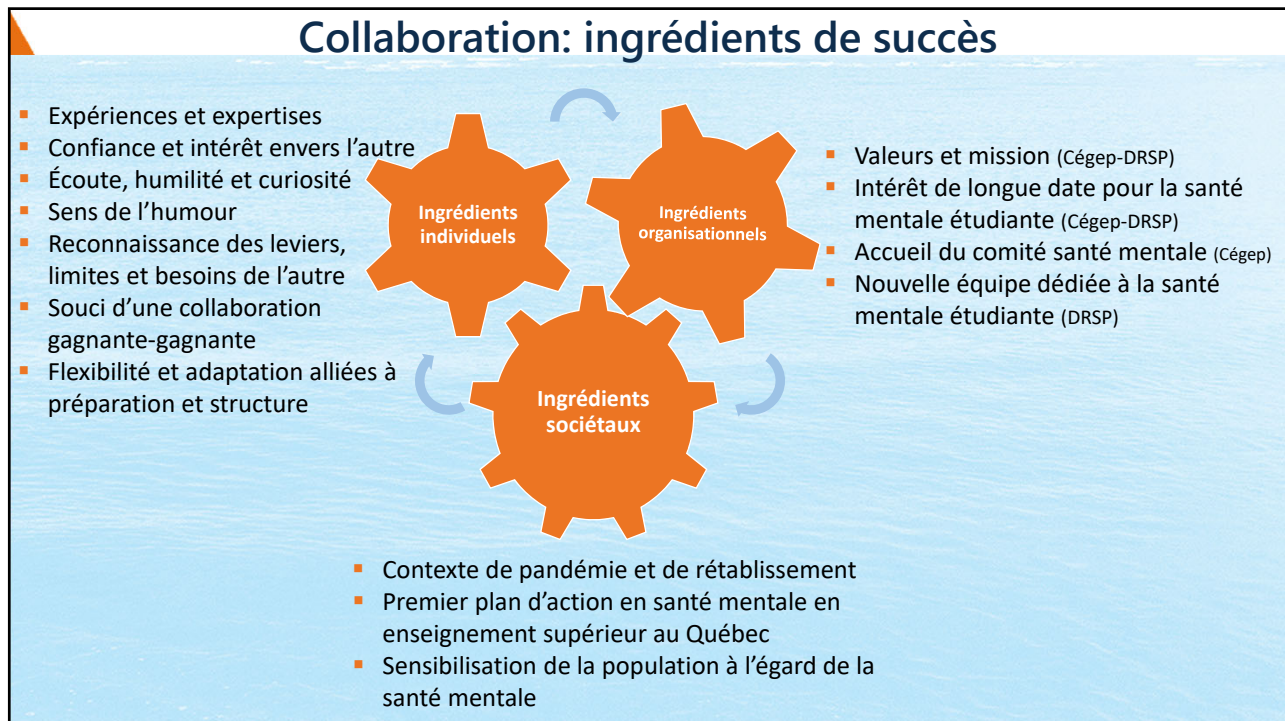 Collaboration: ingrédients de succès
▪ Expériences et expertises
▪ Confiance et intérêt envers l’autre
▪ Écoute, humilité et curiosité
▪ Sens de l’humour
▪ Reconnaissance des leviers,
limites et besoins de l’autre
▪ Souci d’une collaboration
gagnante-gagnante
▪ Flexibilité et adaptation alliées à
préparation et structure
Ingrédients
individuels
Ingrédients
organisationnels
▪ Valeurs et mission (Cégep-DRSP)
▪ Intérêt de longue date pour la santé
mentale étudiante (Cégep-DRSP)
▪ Accueil du comité santé mentale (Cégep)
▪ Nouvelle équipe dédiée à la santé
mentale étudiante (DRSP)
Ingrédients
sociétaux
▪ Contexte de pandémie et de rétablissement
▪ Premier plan d’action en santé mentale en
enseignement supérieur au Québec
▪ Sensibilisation de la population à l’égard de la
santé mentale